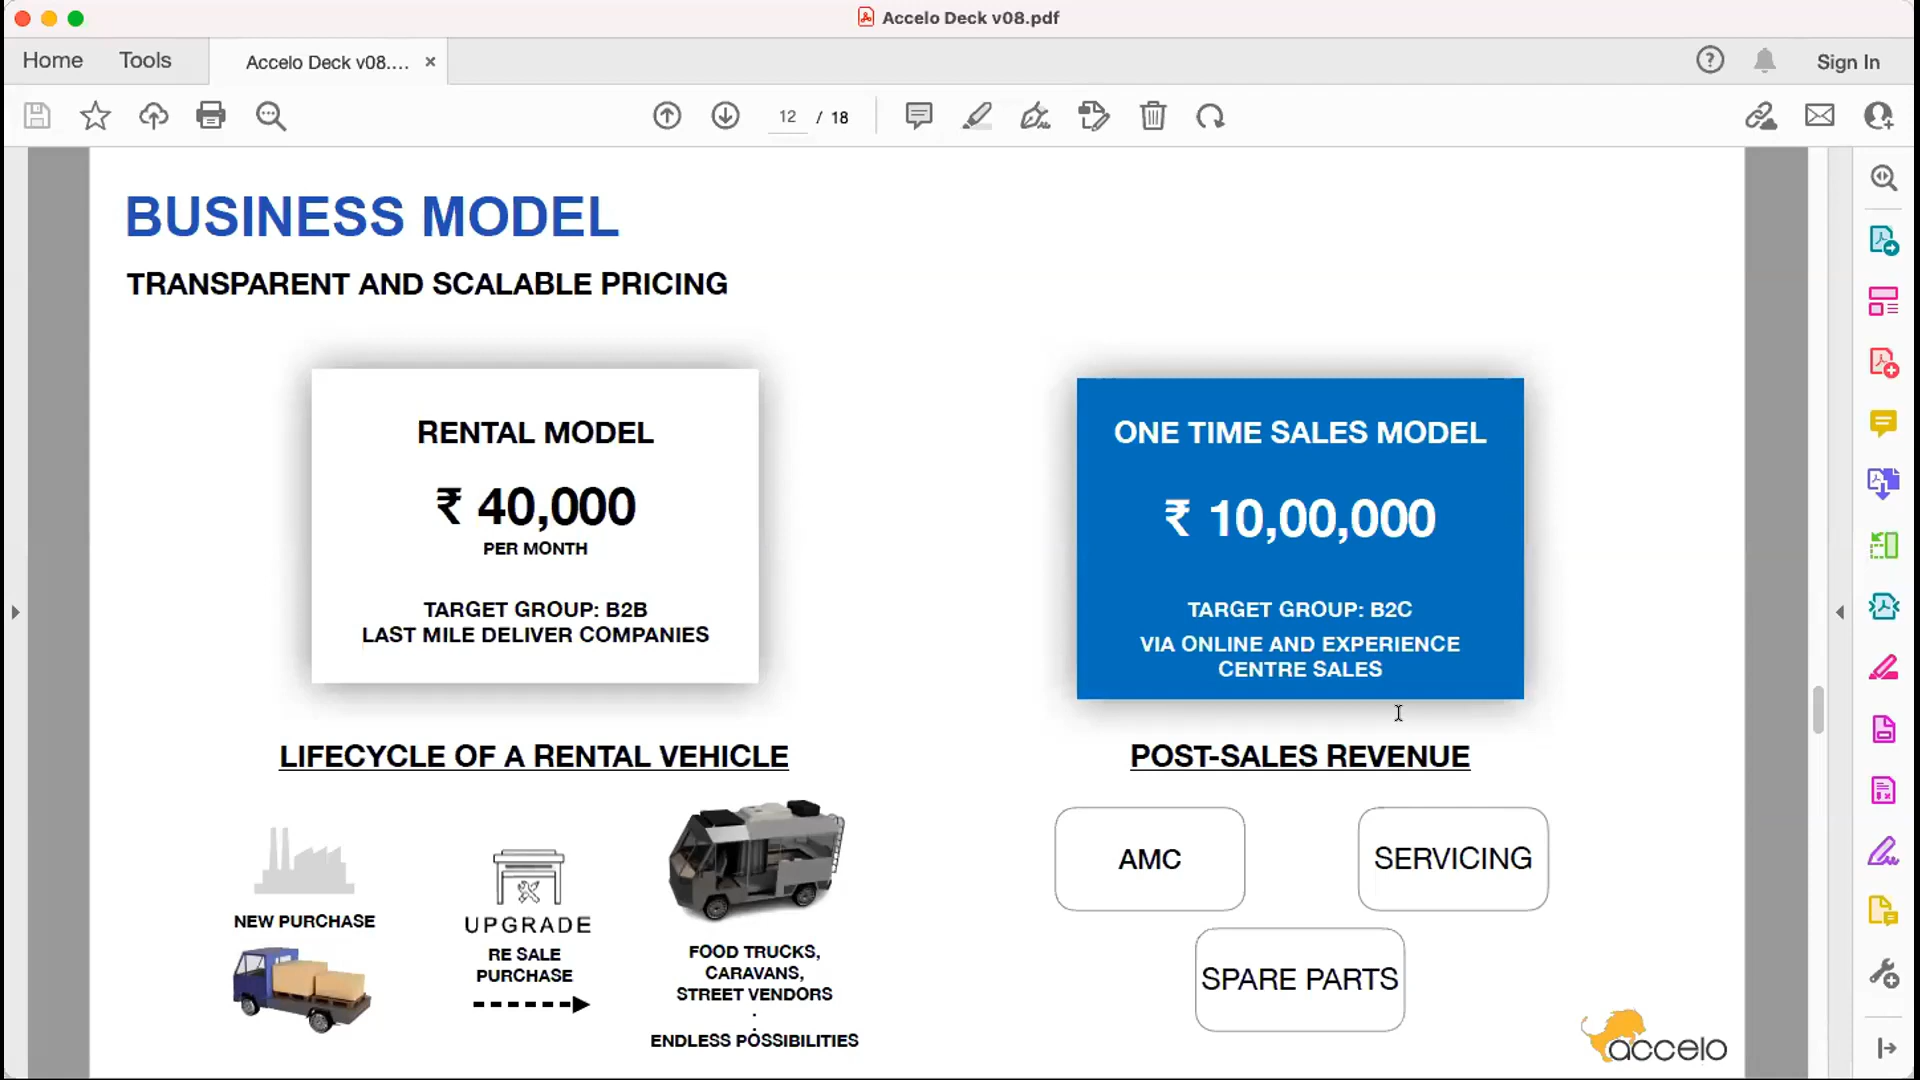 Accelo Deck v08.pdf
Home
Tools
Accelo Deck v08....
Sign In
12 / 18
BUSINESS MODEL
TRANSPARENT AND SCALABLE PRICING
RENTAL MODEL
₹ 40,000
PER MONTH
TARGET GROUP: B2B
LAST MILE DELIVER COMPANIES
ONE TIME SALES MODEL
₹ 10,00,000
TARGET GROUP: B2C
VIA ONLINE AND EXPERIENCE
CENTRE SALES
LIFECYCLE OF A RENTAL VEHICLE
NEW PURCHASE
UPGRADE
RE SALE
PURCHASE
FOOD TRUCKS,
CARAVANS,
STREET VENDORS
.
.
ENDLESS POSSIBILITIES
POST-SALES REVENUE
AMC
SERVICING
SPARE PARTS
accelo